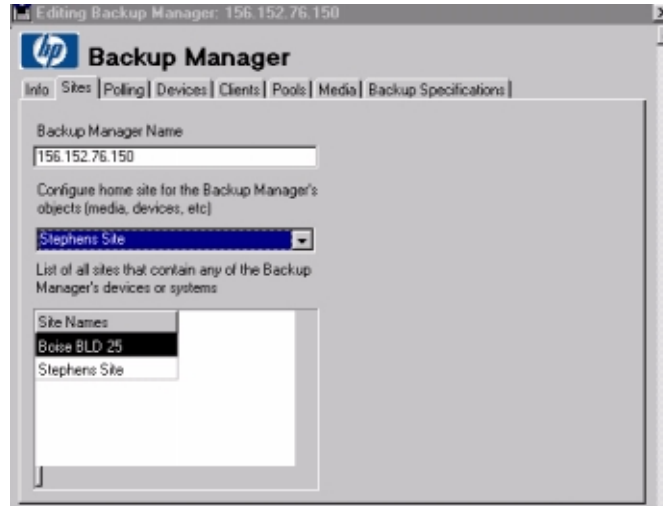 Editing Backup Manager: 156.152.76.150
hp Backup Manager
Info Sites Polling Devices Clients Pools Media Backup Specifications
Backup Manager Name
156.152.76.150
Configure home site for the Backup Manager's
objects (media, devices, etc)
Stephens Site
List of all sites that contain any of the Backup
Manager's devices or systems
Site Names
Boise BLD 25
Stephens Site